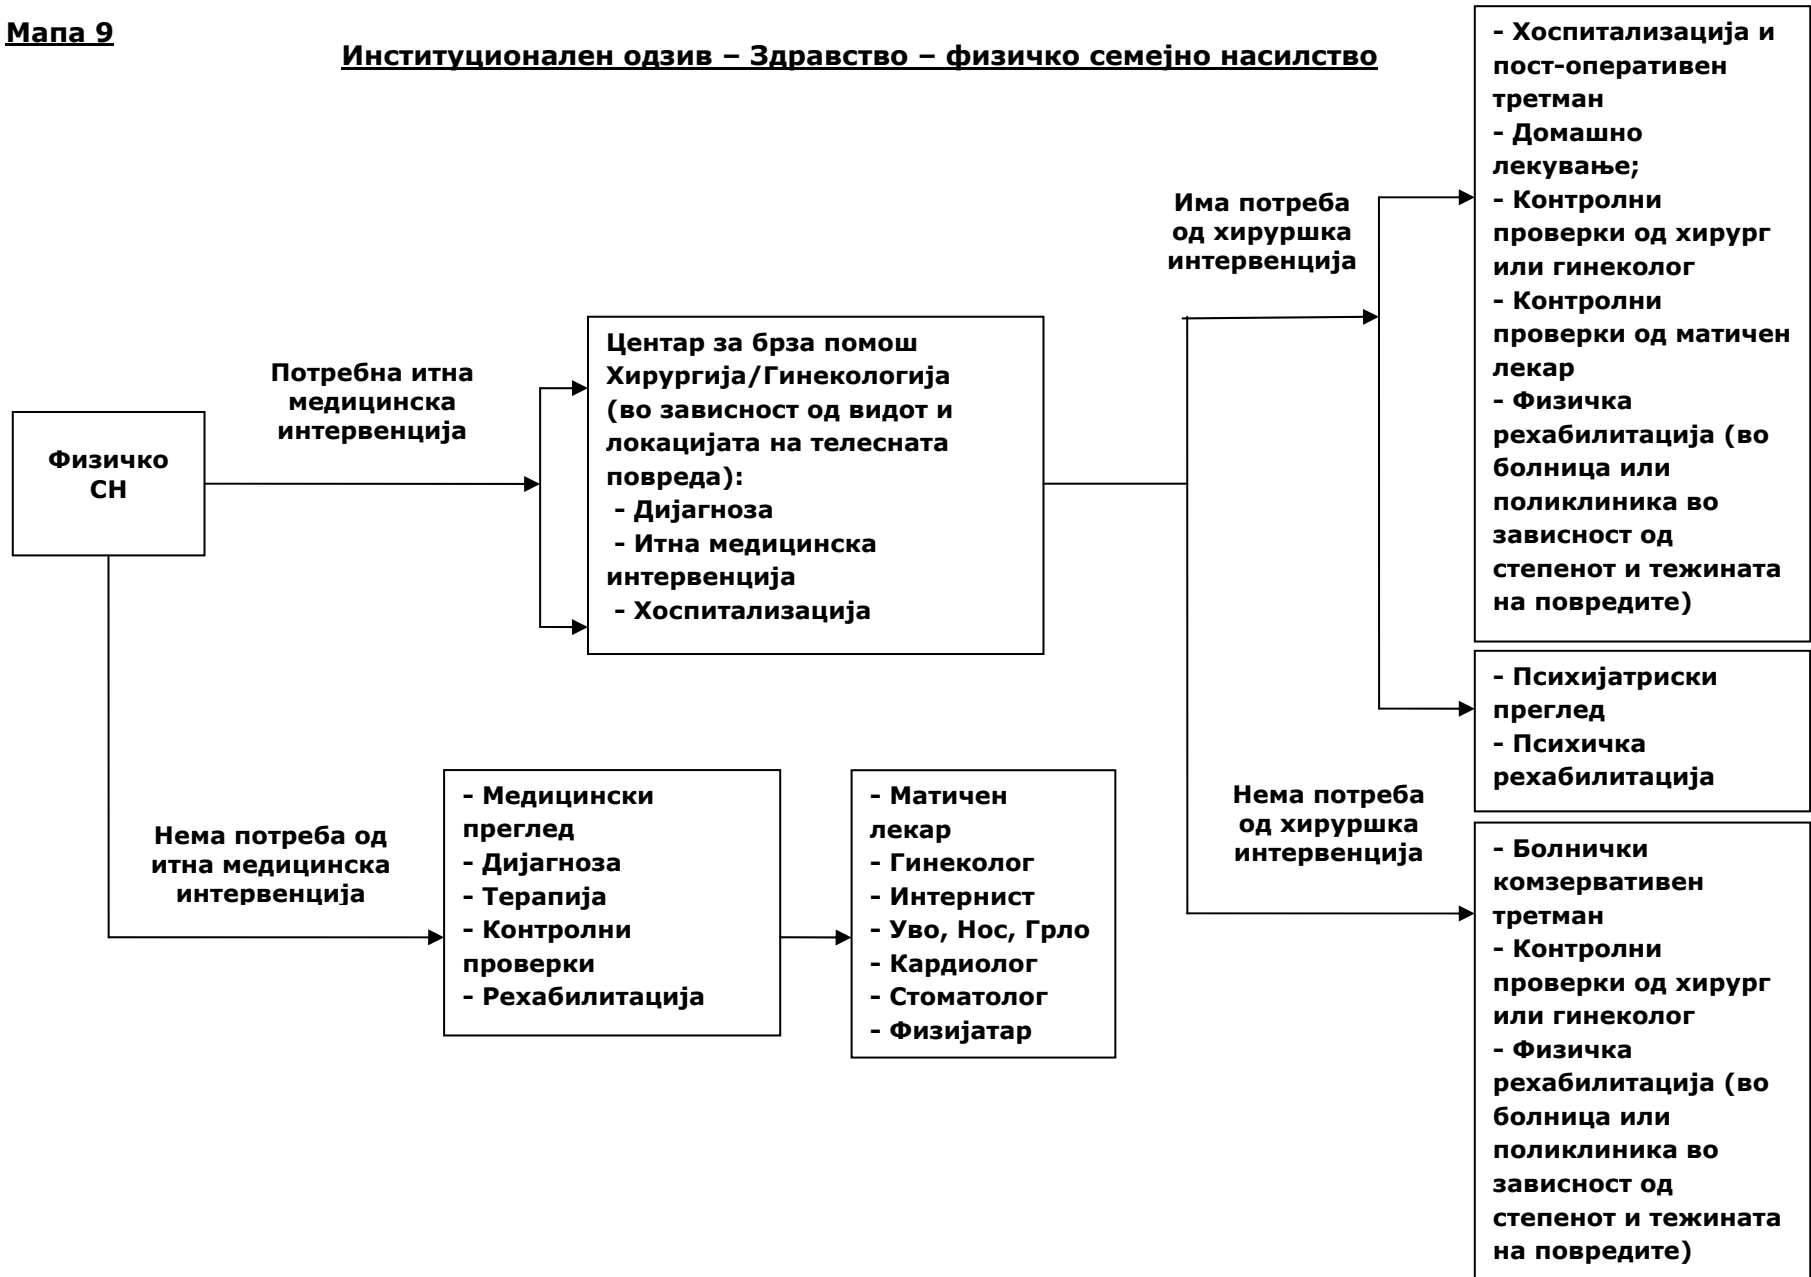 Мапа 9
Институционален одзив – Здравство – физичко семејно насилство
Физичко
СН
Потребна итна
медицинска
интервенција
Центар за брза помош
Хирургија/Гинекологија
(во зависност од видот и
локацијата на телесната
повреда):
- Дијагноза
- Итна медицинска
интервенција
- Хоспитализација
Има потреба
од хируршка
интервенција
- Хоспитализација и
пост-оперативен
третман
- Домашно
лекување;
- Контролни
проверки од хирург
или гинеколог
- Контролни
проверки од матичен
лекар
- Физичка
рехабилитација (во
болница или
поликлиника во
зависност од
степенот и тежината
на повредите)
- Психијатриски
преглед
- Психичка
рехабилитација
Нема потреба
од хируршка
интервенција
- Болнички
комзервативен
третман
- Контролни
проверки од хирург
или гинеколог
- Физичка
рехабилитација (во
болница или
поликлиника во
зависност од
степенот и тежината
на повредите)
Нема потреба од
итна медицинска
интервенција
- Медицински
преглед
- Дијагноза
- Терапија
- Контролни
проверки
- Рехабилитација
- Матичен
лекар
- Гинеколог
- Интернист
- Уво, Нос, Грло
- Кардиолог
- Стоматолог
- Физијатар